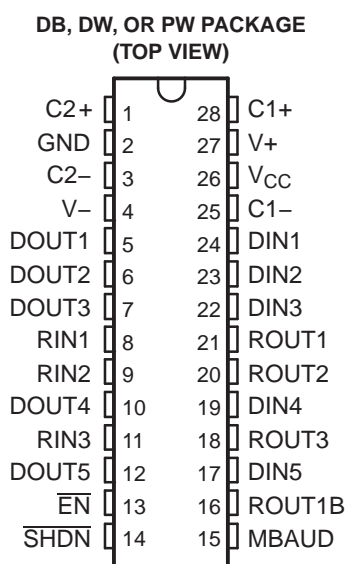 DB, DW, OR PW PACKAGE
(TOP VIEW)
C2+ 1 28 C1+
GND 2 27 V+
C2− 3 26 VCC
V− 4 25 C1−
DOUT1 5 24 DIN1
DOUT2 6 23 DIN2
DOUT3 7 22 DIN3
RIN1 8 21 ROUT1
RIN2 9 20 ROUT2
DOUT4 10 19 DIN4
RIN3 11 18 ROUT3
DOUT5 12 17 DIN5
E̅N̅ 13 16 ROUT1B
S̅H̅D̅N̅ 14 15 MBAUD